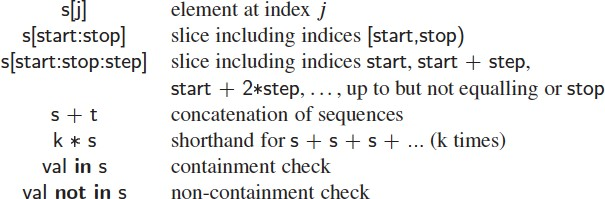 s[j] element at index j
s[start:stop] slice including indices [start,stop)
s[start:stop:step] slice including indices start, start + step,
start + 2*step, . . . , up to but not equalling or stop
s + t concatenation of sequences
k * s shorthand for s + s + s + ... (k times)
val in s containment check
val not in s non-containment check